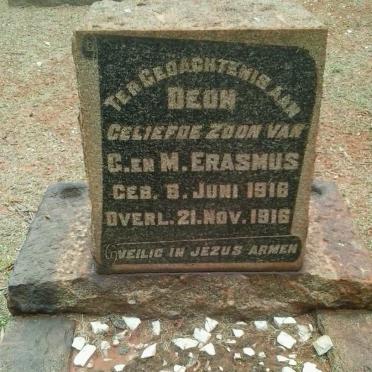 TER GEDACHTENIS AAN
DEON
GELIEFDE ZOON VAN
C. EN M. ERASMUS
GEB. 8. JUNI 1916
OVERL. 21. NOV. 1916
VEILIG IN JEZUS ARMEN